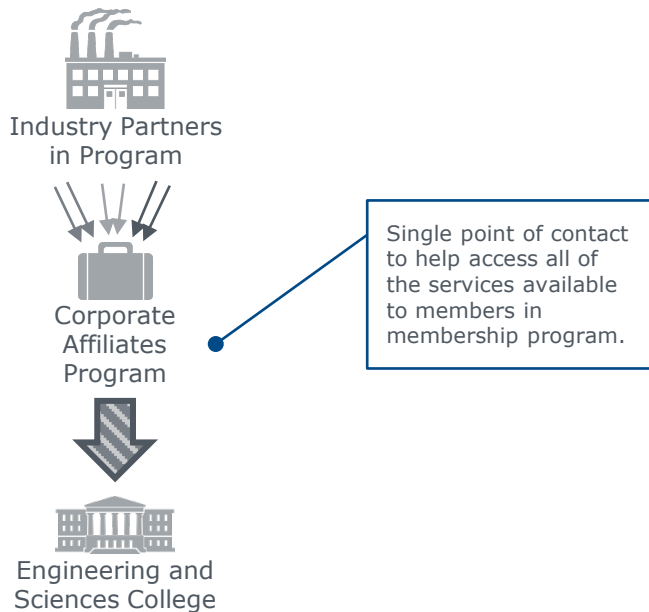 Industry Partners
in Program
Single point of contact
to help access all of
the services available
to members in
membership program.
Corporate
Affiliates
Program
Engineering and
Sciences College